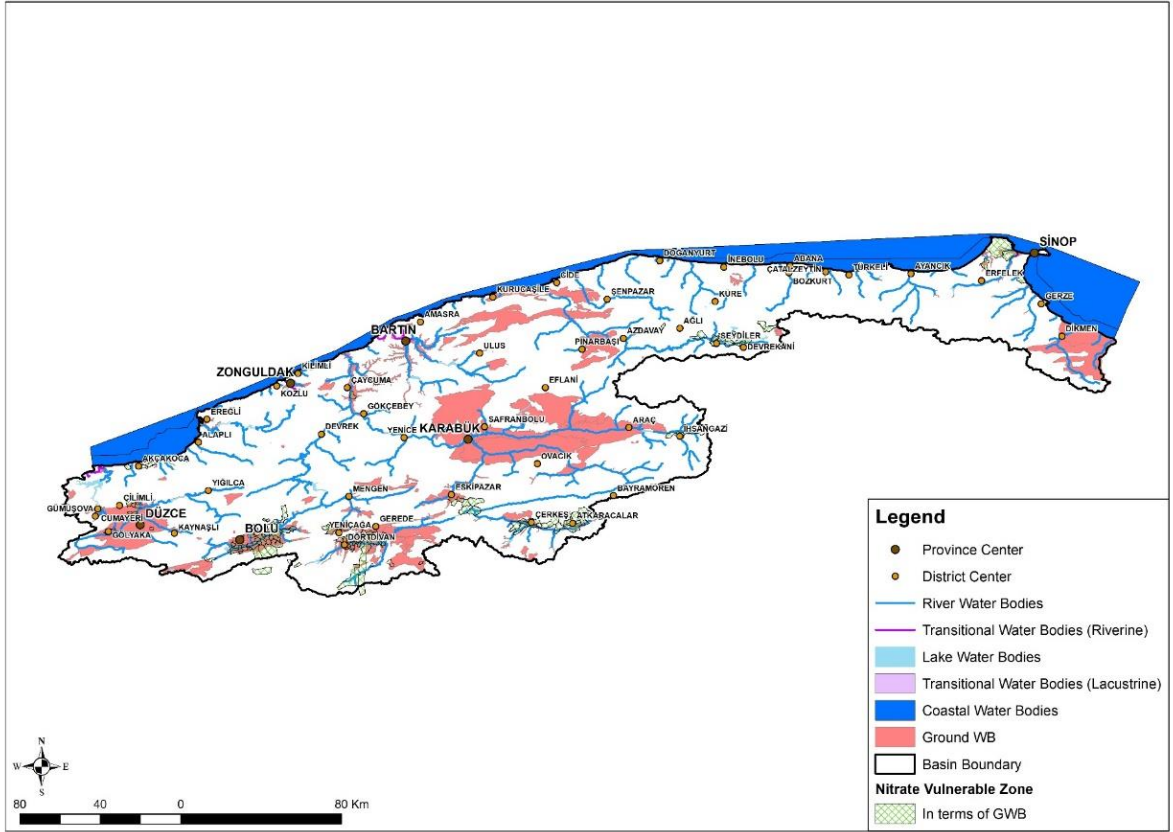 SİNOP
DOĞANYURT
İNEBOLU
ABANA
ÇATALZEYTİN
TÜRKELİ
AYANCIK
BOZKURT
ERFELEK
CİDE
KURUCAŞİLE
ŞENPAZAR
KÜRE
GERZE
AMASRA
AĞLI
DİKMEN
BARTIN
AZDAVAY
SEYDİLER
DEVREKANİ
ULUS
PINARBAŞI
KİLİMLİ
ZONGULDAK
KOZLU
ÇAYCUMA
EFLANİ
EREĞLİ
GÖKÇEBEY
SAFRANBOLU
ARAÇ
KARABÜK
İHSANGAZİ
ALAPLI
DEVREK
YENİCE
AKÇAKOCA
OVACIK
YIĞILCA
MENGEN
ESKİPAZAR
BAYRAMÖREN
ÇİLİMLİ
GÜMÜŞOVA
DÜZCE
CUMAYERİ
KAYNAŞLI
GÖLYAKA
BOLU
YENİÇAĞA
GEREDE
DÖRTDİVAN
ÇERKEŞ
ATKARACALAR
Legend
Province Center
District Center
River Water Bodies
Transitional Water Bodies (Riverine)
Lake Water Bodies
Transitional Water Bodies (Lacustrine)
Coastal Water Bodies
Ground WB
Basin Boundary
Nitrate Vulnerable Zone
In terms of GWB
N
W E
S
80 40 0 80 Km